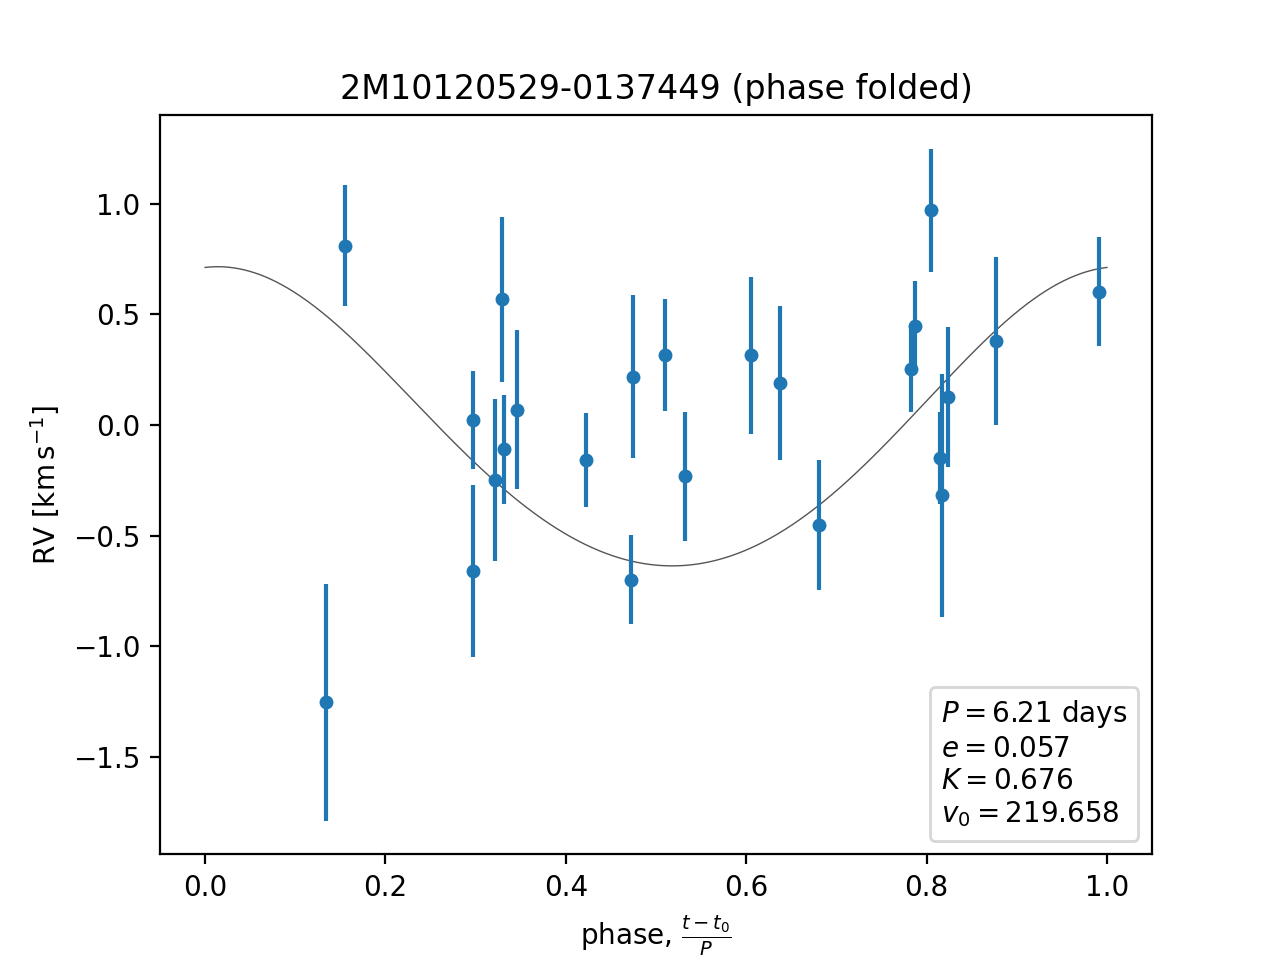 2M10120529-0137449 (phase folded)
RV [km s⁻¹]
1.0
0.5
0.0
−0.5
−1.0
−1.5
P = 6.21 days
e = 0.057
K = 0.676
v₀ = 219.658
0.0 0.2 0.4 0.6 0.8 1.0
phase, (t − t₀)/P